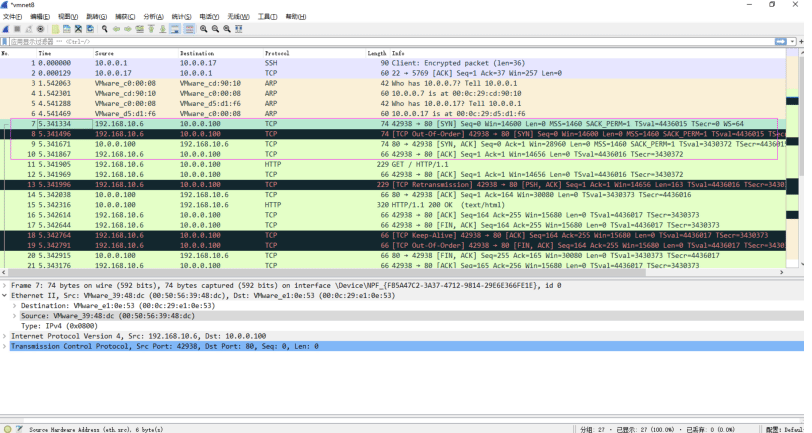 *vmnet8
文件(F) 编辑(E) 视图(V) 跳转(G) 捕获(C) 分析(A) 统计(S) 电话(Y) 无线(W) 工具(T) 帮助(H)
应用显示过滤器 … <Ctrl-/>
No. Time Source Destination Protocol Length Info
1 0.000000 10.0.0.1 10.0.0.17 SSH 90 Client: Encrypted packet (len=36)
2 0.000129 10.0.0.17 10.0.0.1 TCP 60 22 → 5769 [ACK] Seq=1 Ack=37 Win=257 Len=0
3 1.542063 VMware_c0:00:08 VMware_cd:90:10 ARP 42 Who has 10.0.0.7? Tell 10.0.0.1
4 1.542301 VMware_cd:90:10 VMware_c0:00:08 ARP 60 10.0.0.7 is at 00:0c:29:cd:90:10
5 4.541288 VMware_c0:00:08 VMware_d5:d1:f6 ARP 42 Who has 10.0.0.17? Tell 10.0.0.1
6 4.541469 VMware_d5:d1:f6 VMware_c0:00:08 ARP 60 10.0.0.17 is at 00:0c:29:d5:d1:f6
7 5.341334 192.168.10.6 10.0.0.100 TCP 74 42938 → 80 [SYN] Seq=0 Win=14600 Len=0 MSS=1460 SACK_PERM=1 TSval=4436015 TSecr=0 WS=64
8 5.341496 192.168.10.6 10.0.0.100 TCP 74 [TCP Out-Of-Order] 42938 → 80 [SYN] Seq=0 Win=14600 Len=0 MSS=1460 SACK_PERM=1 TSval=4436015 TSecr
9 5.341671 10.0.0.100 192.168.10.6 TCP 74 80 → 42938 [SYN, ACK] Seq=0 Ack=1 Win=28960 Len=0 MSS=1460 SACK_PERM=1 TSval=3430372 TSecr=4436015
10 5.341867 192.168.10.6 10.0.0.100 TCP 66 42938 → 80 [ACK] Seq=1 Ack=1 Win=14656 Len=0 TSval=4436016 TSecr=3430372
11 5.341905 192.168.10.6 10.0.0.100 HTTP 229 GET / HTTP/1.1
12 5.341969 192.168.10.6 10.0.0.100 TCP 66 42938 → 80 [ACK] Seq=1 Ack=1 Win=14656 Len=0 TSval=4436016 TSecr=3430372
13 5.341996 192.168.10.6 10.0.0.100 TCP 229 [TCP Retransmission] 42938 → 80 [PSH, ACK] Seq=1 Ack=1 Win=14656 Len=163 TSval=4436016 TSecr=3430
14 5.342038 10.0.0.100 192.168.10.6 TCP 66 80 → 42938 [ACK] Seq=1 Ack=164 Win=30080 Len=0 TSval=3430373 TSecr=4436016
15 5.342316 10.0.0.100 192.168.10.6 HTTP 320 HTTP/1.1 200 OK (text/html)
16 5.342614 192.168.10.6 10.0.0.100 TCP 66 42938 → 80 [ACK] Seq=164 Ack=255 Win=15680 Len=0 TSval=4436017 TSecr=3430373
17 5.342644 192.168.10.6 10.0.0.100 TCP 66 42938 → 80 [FIN, ACK] Seq=164 Ack=255 Win=15680 Len=0 TSval=4436017 TSecr=3430373
18 5.342764 192.168.10.6 10.0.0.100 TCP 66 [TCP Keep-Alive] 42938 → 80 [ACK] Seq=164 Ack=255 Win=15680 Len=0 TSval=4436017 TSecr=3430373
19 5.342791 192.168.10.6 10.0.0.100 TCP 66 [TCP Out-Of-Order] 42938 → 80 [FIN, ACK] Seq=164 Ack=255 Win=15680 Len=0 TSval=4436017 TSecr=3430373
20 5.342915 10.0.0.100 192.168.10.6 TCP 66 80 → 42938 [FIN, ACK] Seq=255 Ack=165 Win=30080 Len=0 TSval=3430373 TSecr=4436017
21 5.343176 192.168.10.6 10.0.0.100 TCP 66 42938 → 80 [ACK] Seq=165 Ack=256 Win=15680 Len=0 TSval=4436017 TSecr=3430373
Frame 7: 74 bytes on wire (592 bits), 74 bytes captured (592 bits) on interface \Device\NPF_{FB5A47C2-3A37-4712-9814-29E6E366FE1E}, id 0
Ethernet II, Src: VMware_39:48:dc (00:50:56:39:48:dc), Dst: VMware_e1:0e:53 (00:0c:29:e1:0e:53)
Destination: VMware_e1:0e:53 (00:0c:29:e1:0e:53)
Source: VMware_39:48:dc (00:50:56:39:48:dc)
Type: IPv4 (0x0800)
Internet Protocol Version 4, Src: 192.168.10.6, Dst: 10.0.0.100
Transmission Control Protocol, Src Port: 42938, Dst Port: 80, Seq: 0, Len: 0
Source Hardware Address (eth.src), 6 byte(s) 分组: 27 · 已显示: 27 (100.0%) · 已丢弃: 0 (0.0%) 配置: Defaul